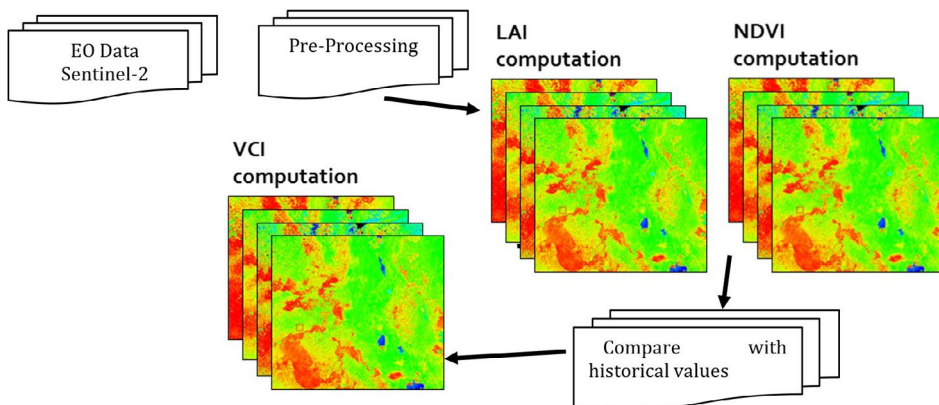 EO Data
Sentinel-2
Pre-Processing
LAI
computation
NDVI
computation
VCI
computation
Compare with
historical values